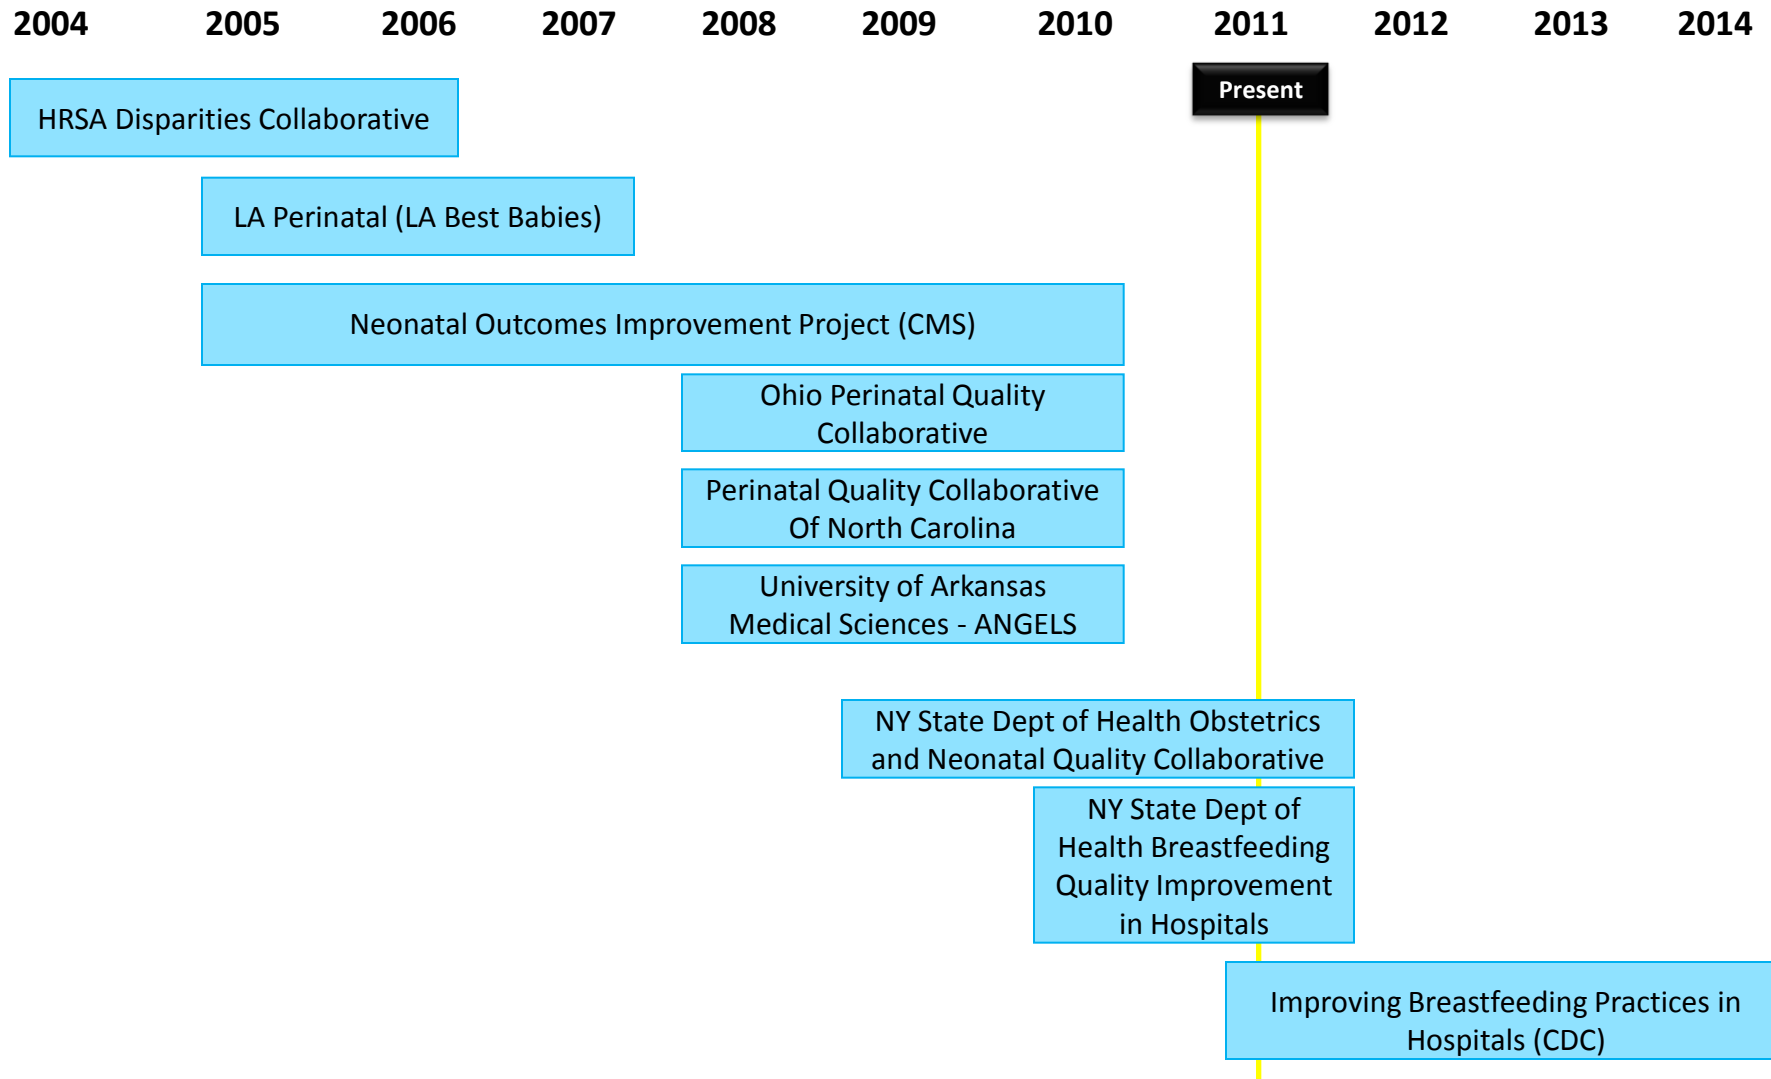 2004 2005 2006 2007 2008 2009 2010 2011 2012 2013 2014
Present
HRSA Disparities Collaborative
LA Perinatal (LA Best Babies)
Neonatal Outcomes Improvement Project (CMS)
Ohio Perinatal Quality
Collaborative
Perinatal Quality Collaborative
Of North Carolina
University of Arkansas
Medical Sciences - ANGELS
NY State Dept of Health Obstetrics
and Neonatal Quality Collaborative
NY State Dept of
Health Breastfeeding
Quality Improvement
in Hospitals
Improving Breastfeeding Practices in
Hospitals (CDC)